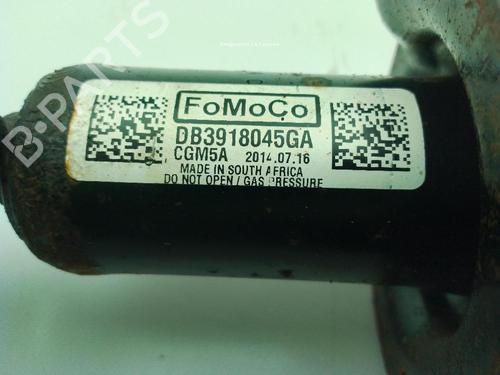 FoMoCo
DB3918045GA
CGM5A 2014.07.16
MADE IN SOUTH AFRICA
DO NOT OPEN / GAS PRESSURE
B-PARTS